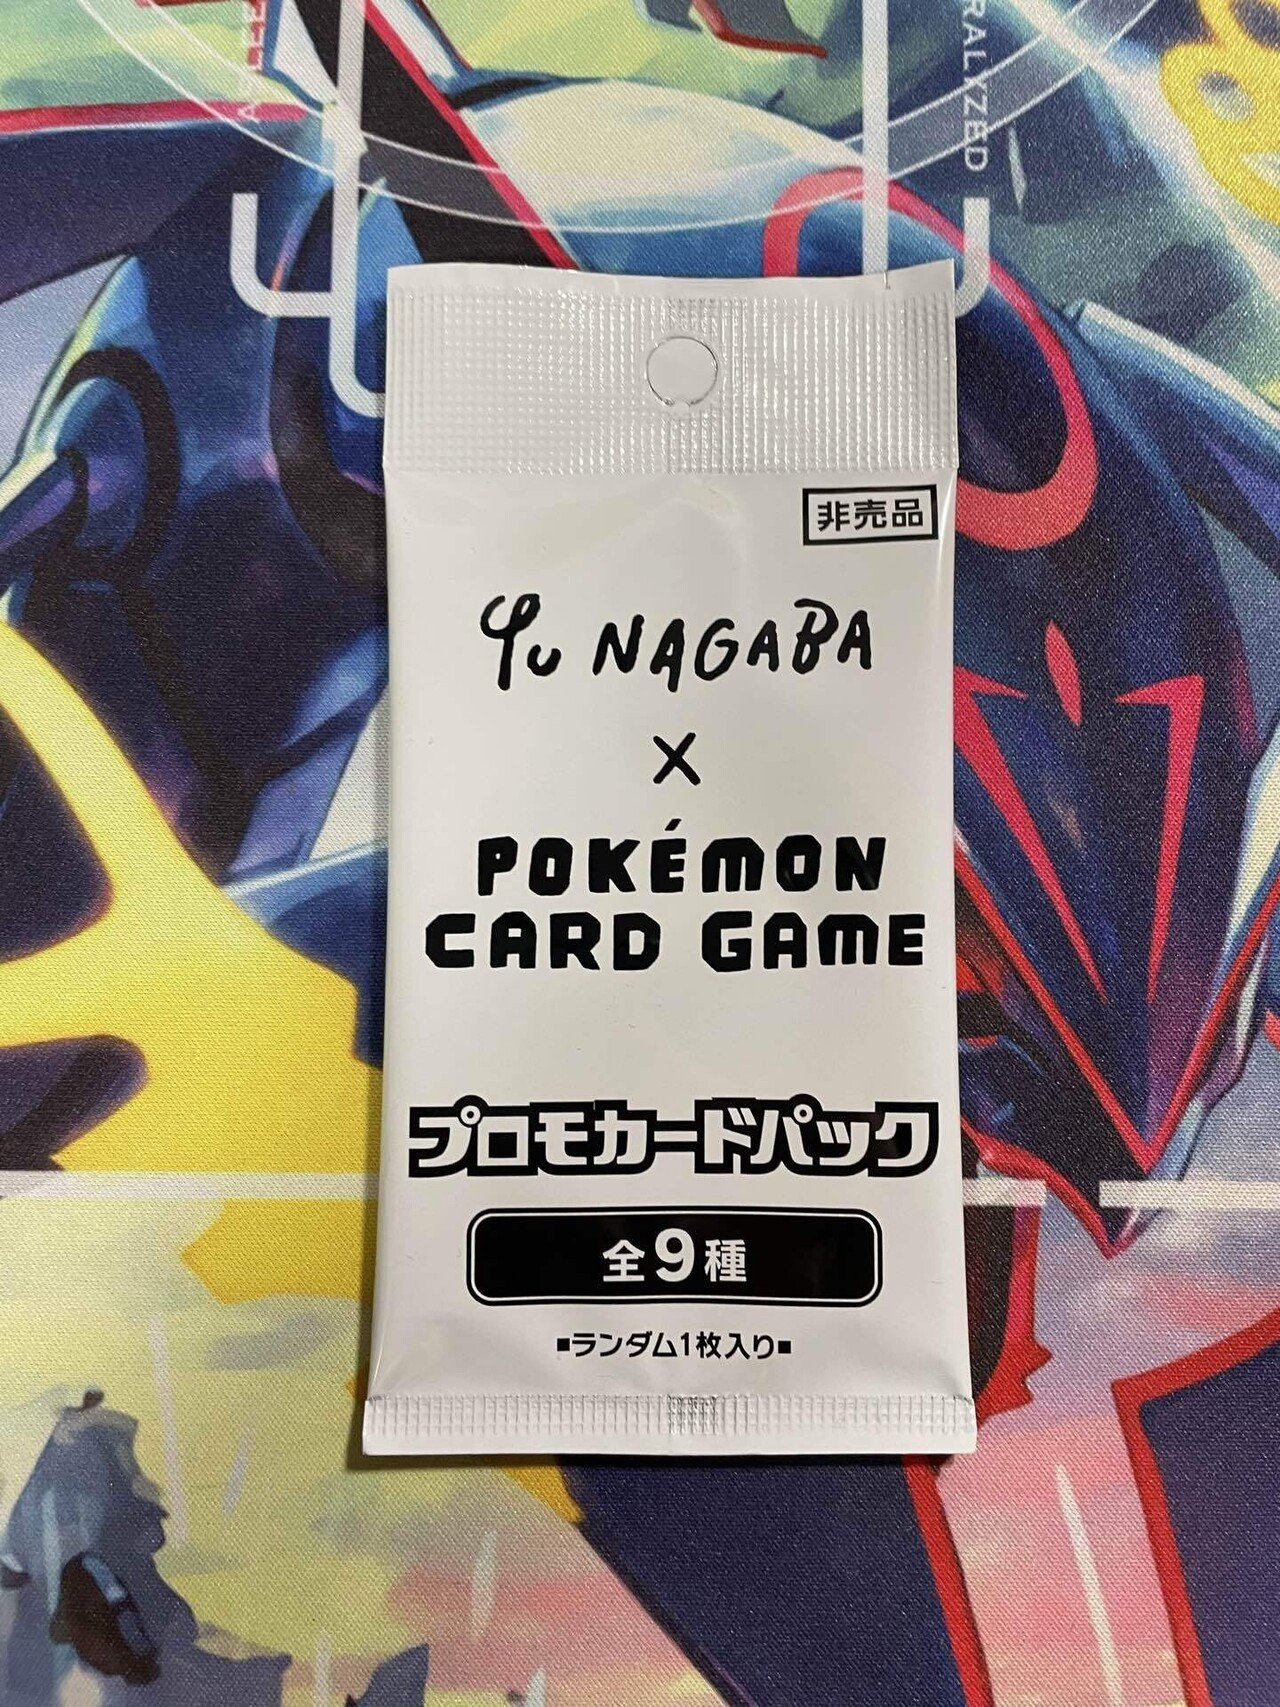 RALYZED
非売品
Yu NAGABA
×
POKÉMON
CARD GAME
プロモカードパック
全9種
■ランダム1枚入り■